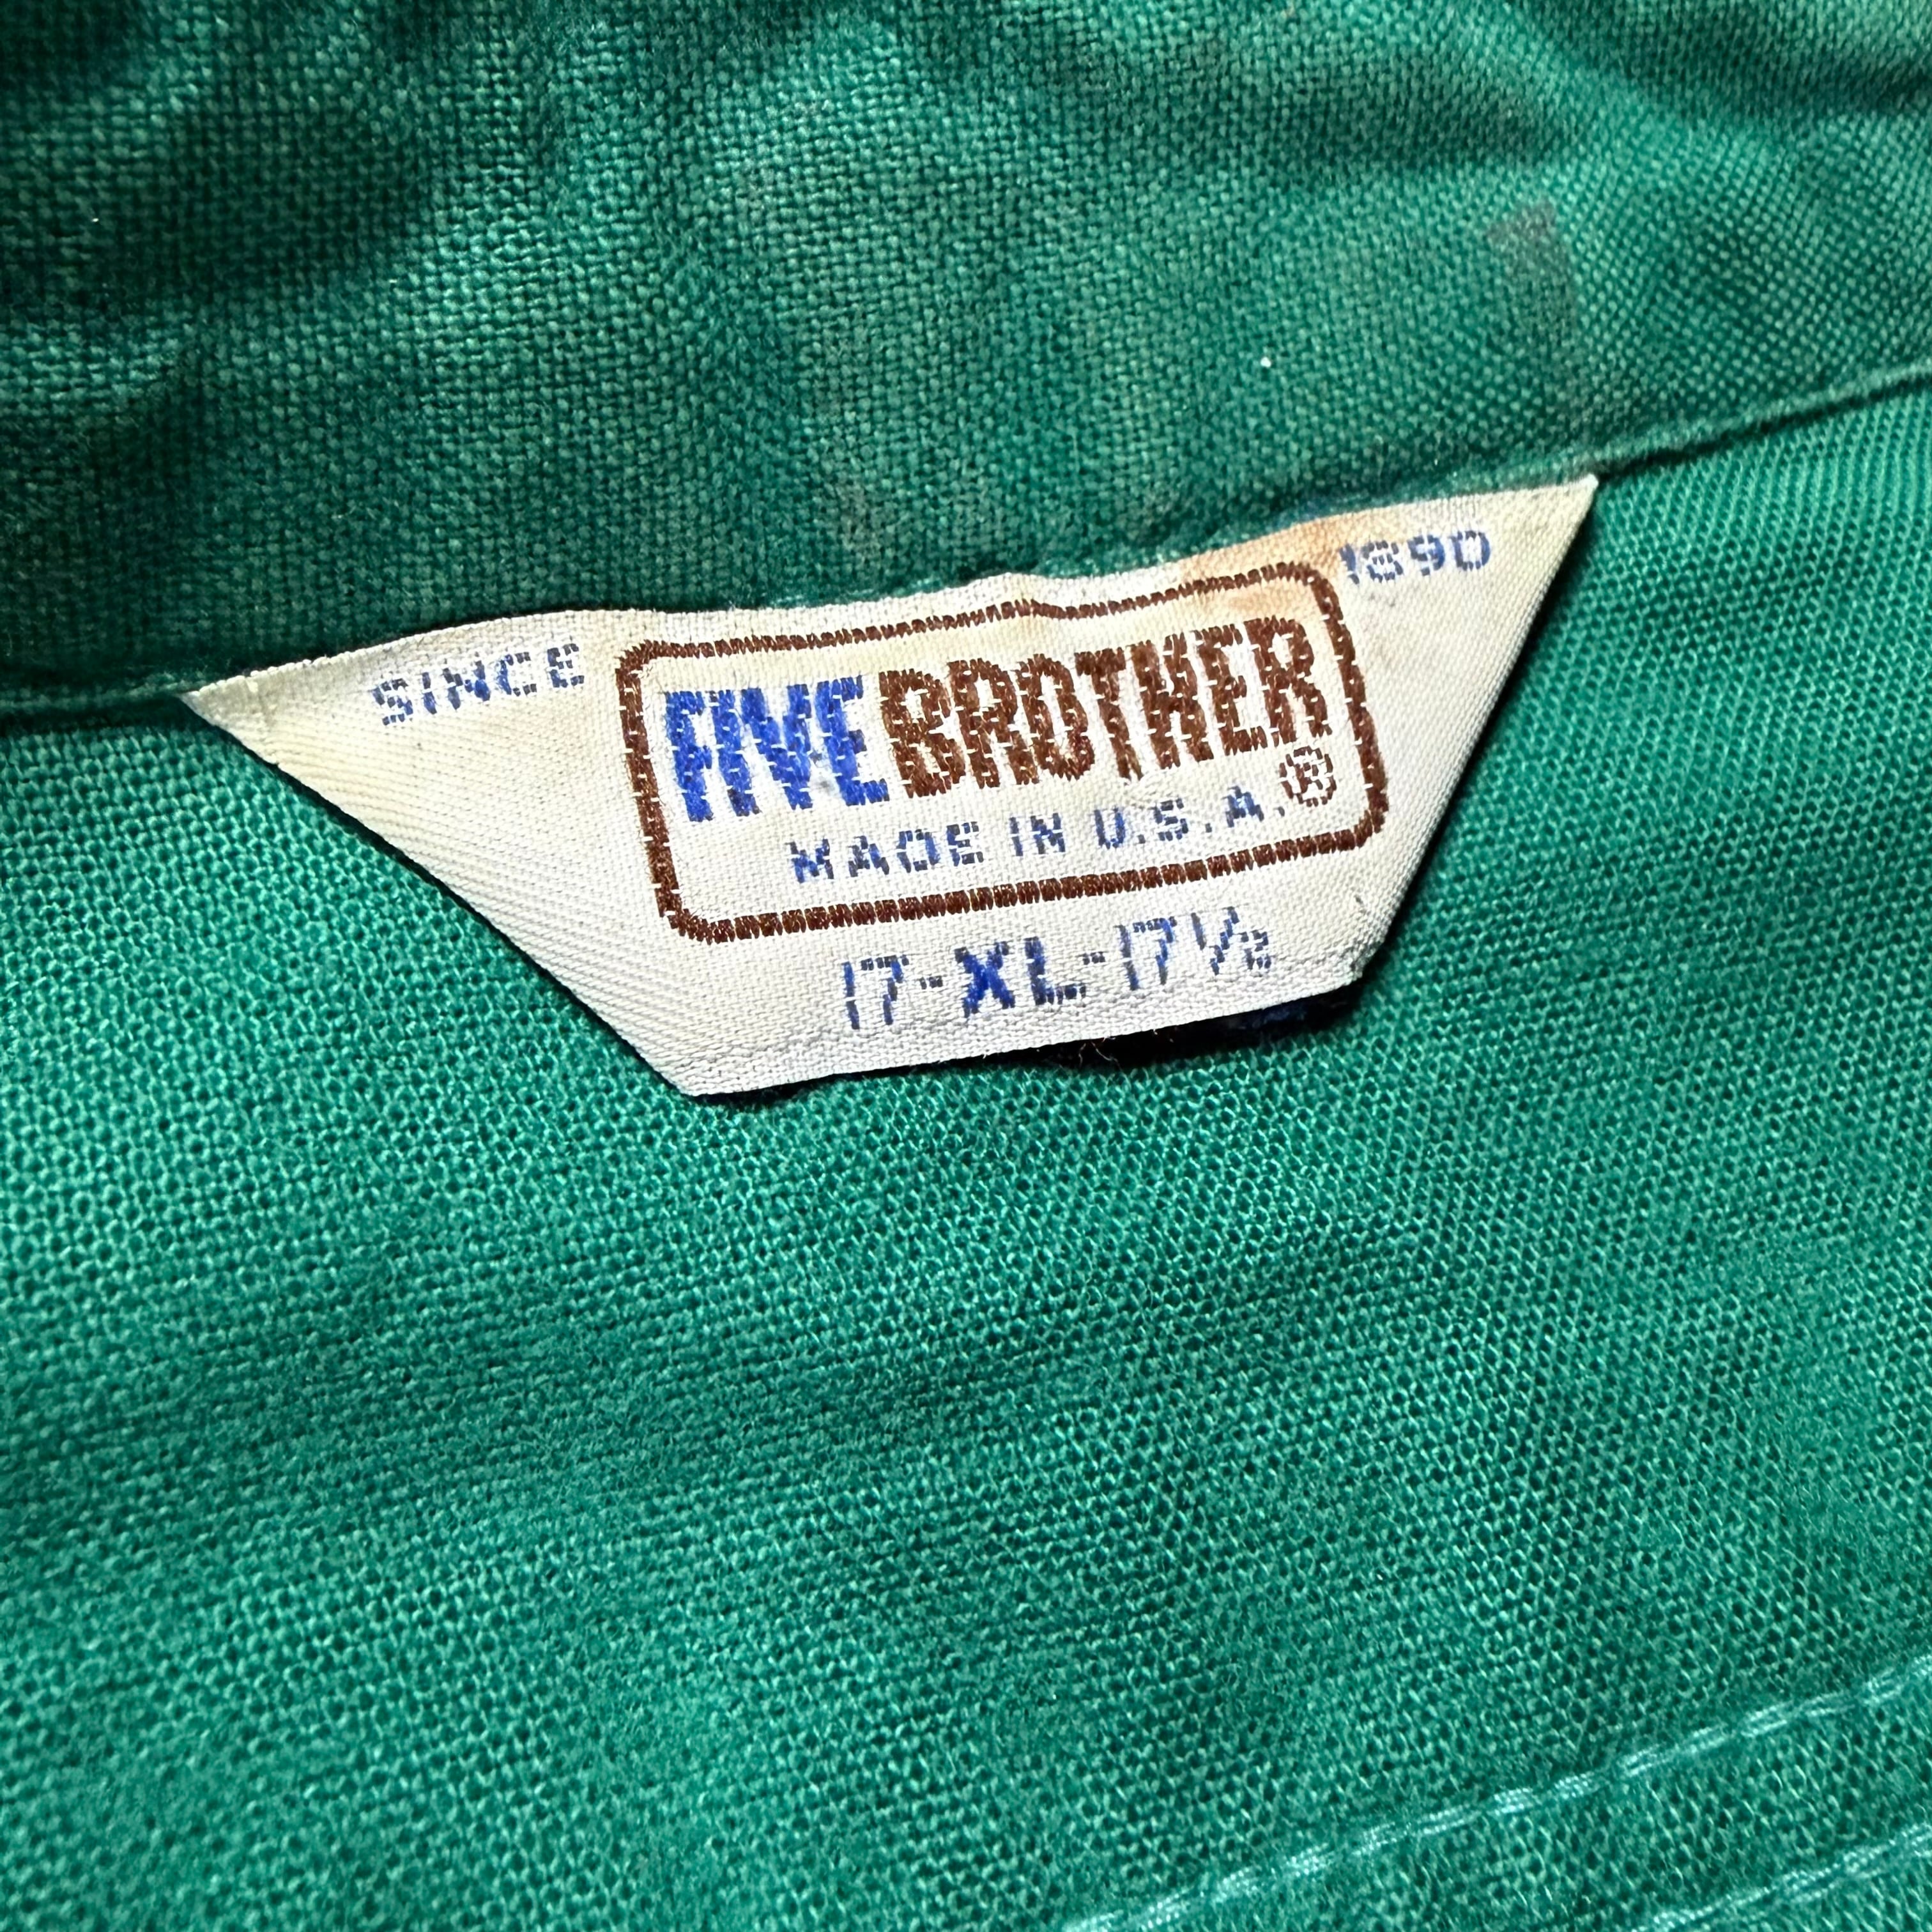 SINCE 1890
FIVE BROTHER
MADE IN U.S.A.®
17-XL-17½